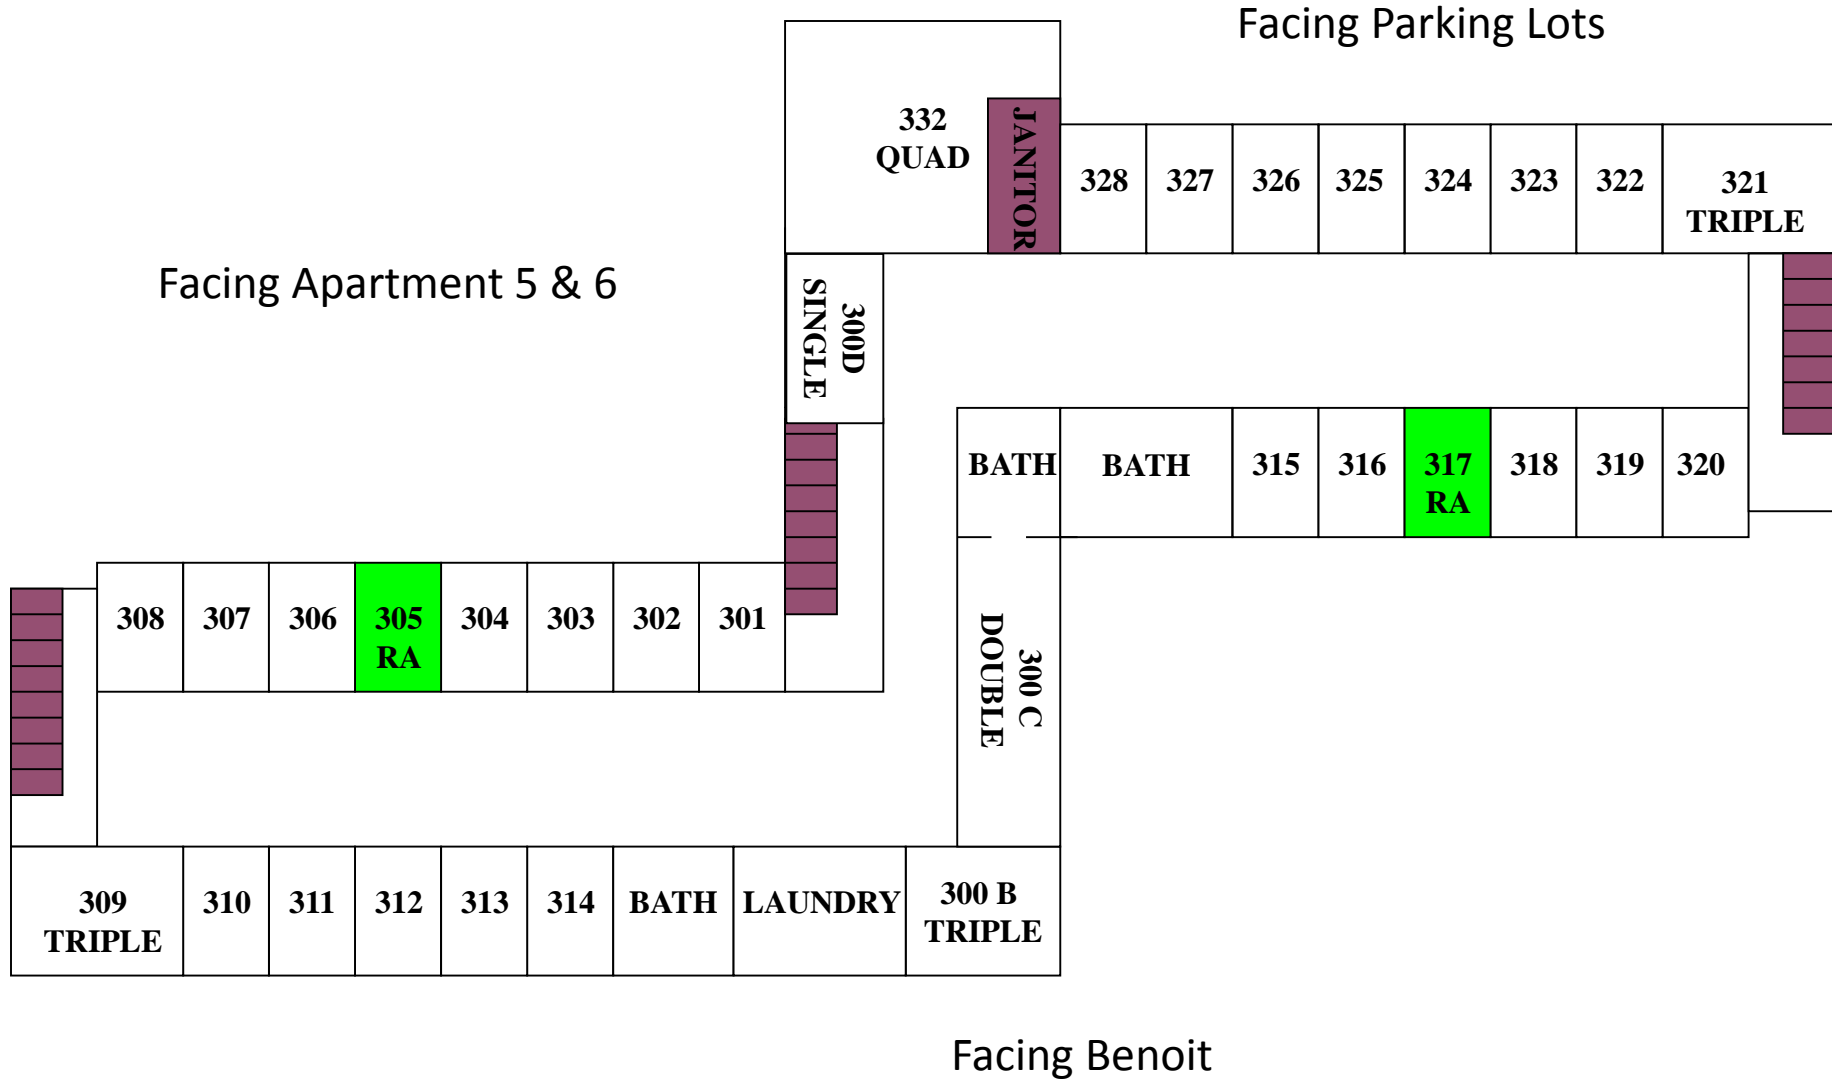 Facing Parking Lots
332
QUAD
JANITOR
328
327
326
325
324
323
322
321
TRIPLE
Facing Apartment 5 & 6
300D
SINGLE
BATH
BATH
315
316
317
RA
318
319
320
308
307
306
305
RA
304
303
302
301
300 C
DOUBLE
309
TRIPLE
310
311
312
313
314
BATH
LAUNDRY
300 B
TRIPLE
Facing Benoit